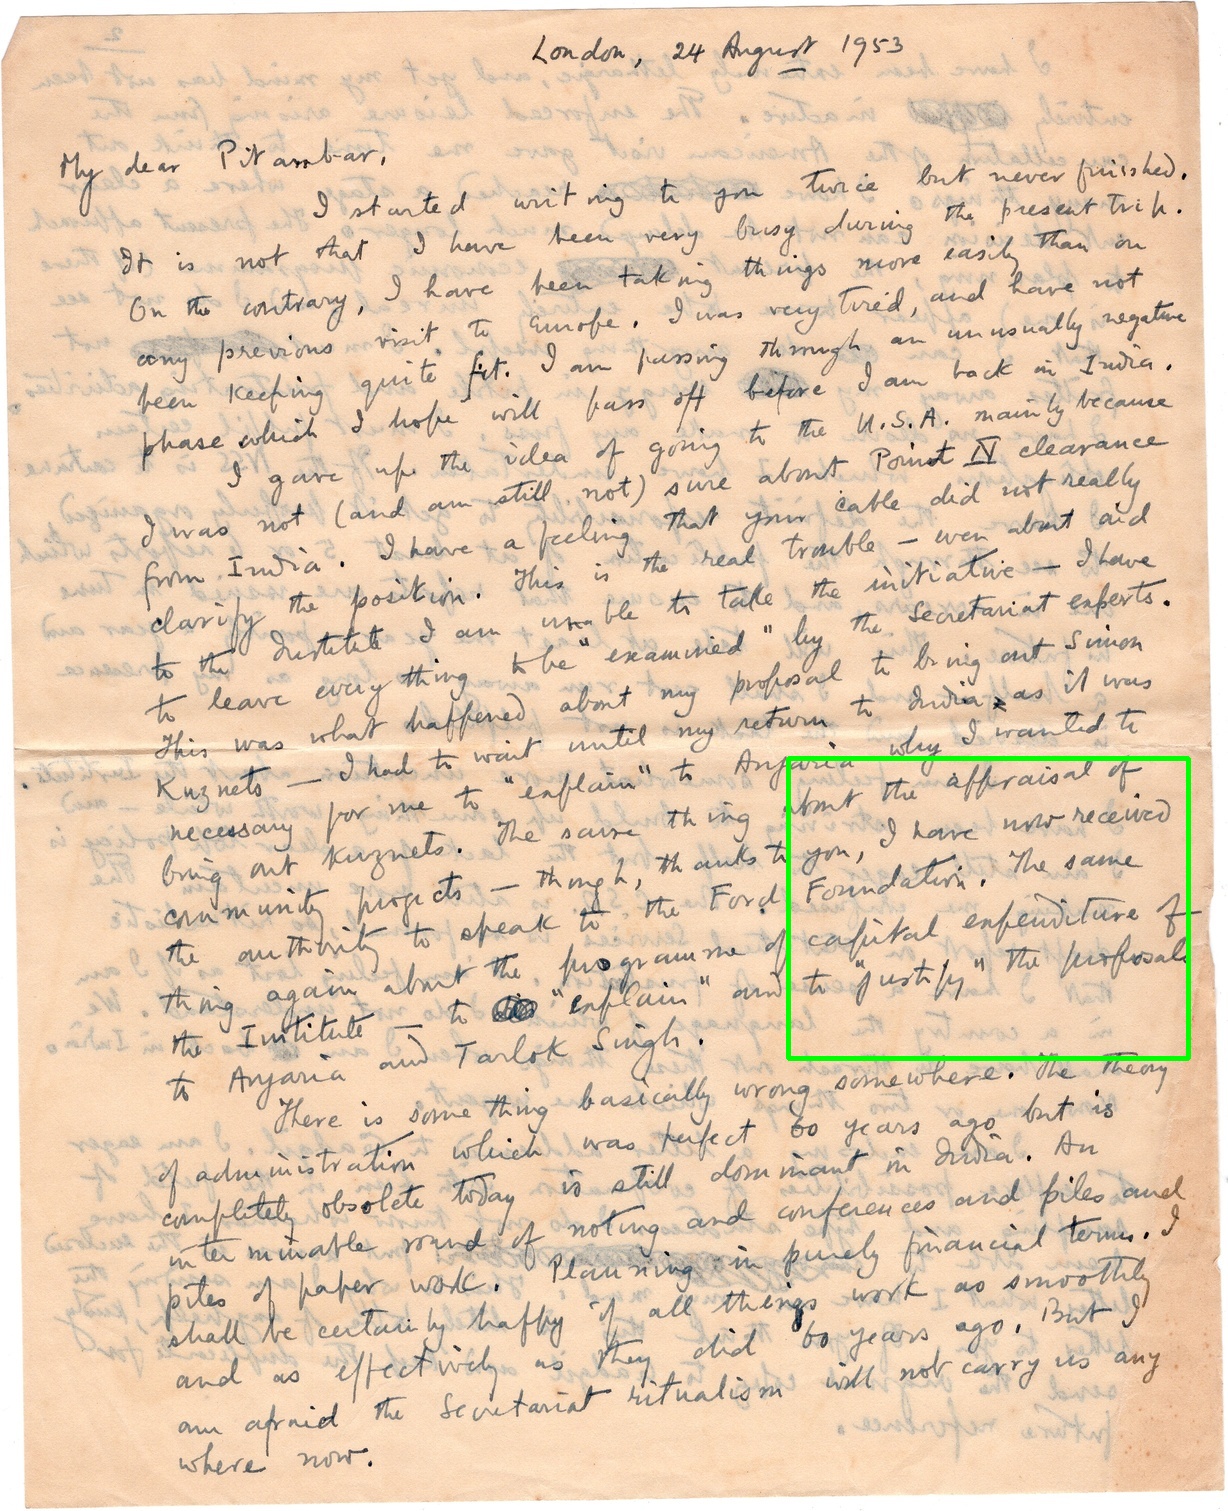 London, 24 August 1953
My dear Pitambar,
I started writing to you twice but never finished.
It is not that I have been very busy during the present trip.
On the contrary, I have been taking things more easily than on
any previous visit to Europe. I was very tired, and have not
been keeping quite fit. I am passing through an unusually negative
phase which I hope will pass off before I am back in India.
I gave up the idea of going to the U.S.A. mainly because
I was not (and am still not) sure about Point IV clearance
from India. I have a feeling that your cable did not really
clarify the position. This is the real trouble — even about aid
to the Institute I am unable to take the initiative — I have
to leave every thing to be "examined" by the Secretariat experts.
This was what happened about my proposal to bring out Simon
Kuznets — I had to wait until my return to India as it was
necessary for me to "explain" to Anjaria why I wanted to
bring out Kuznets. The same thing about the appraisal of
community projects — though, thanks to you, I have now received
the authority to speak to the Ford Foundation. The same
thing again about the programme of capital expenditure of
the Institute — to "explain" and to "justify" the proposals
to Anjaria and Tarlok Singh.
There is some thing basically wrong somewhere. The theory
of administration which was perfect 60 years ago but is
completely obsolete today is still dominant in India. An
interminable round of noting and conferences and piles and
piles of paper work. Planning in purely financial terms. I
shall be certainly happy if all things work as smoothly
and as effectively as they did 60 years ago. But I
am afraid the Secretariat ritualism will not carry us any
where now.